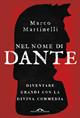 Marco
Martinelli
NEL NOME DI
DANTE
DIVENTARE
GRANDI CON LA
DIVINA COMMEDIA